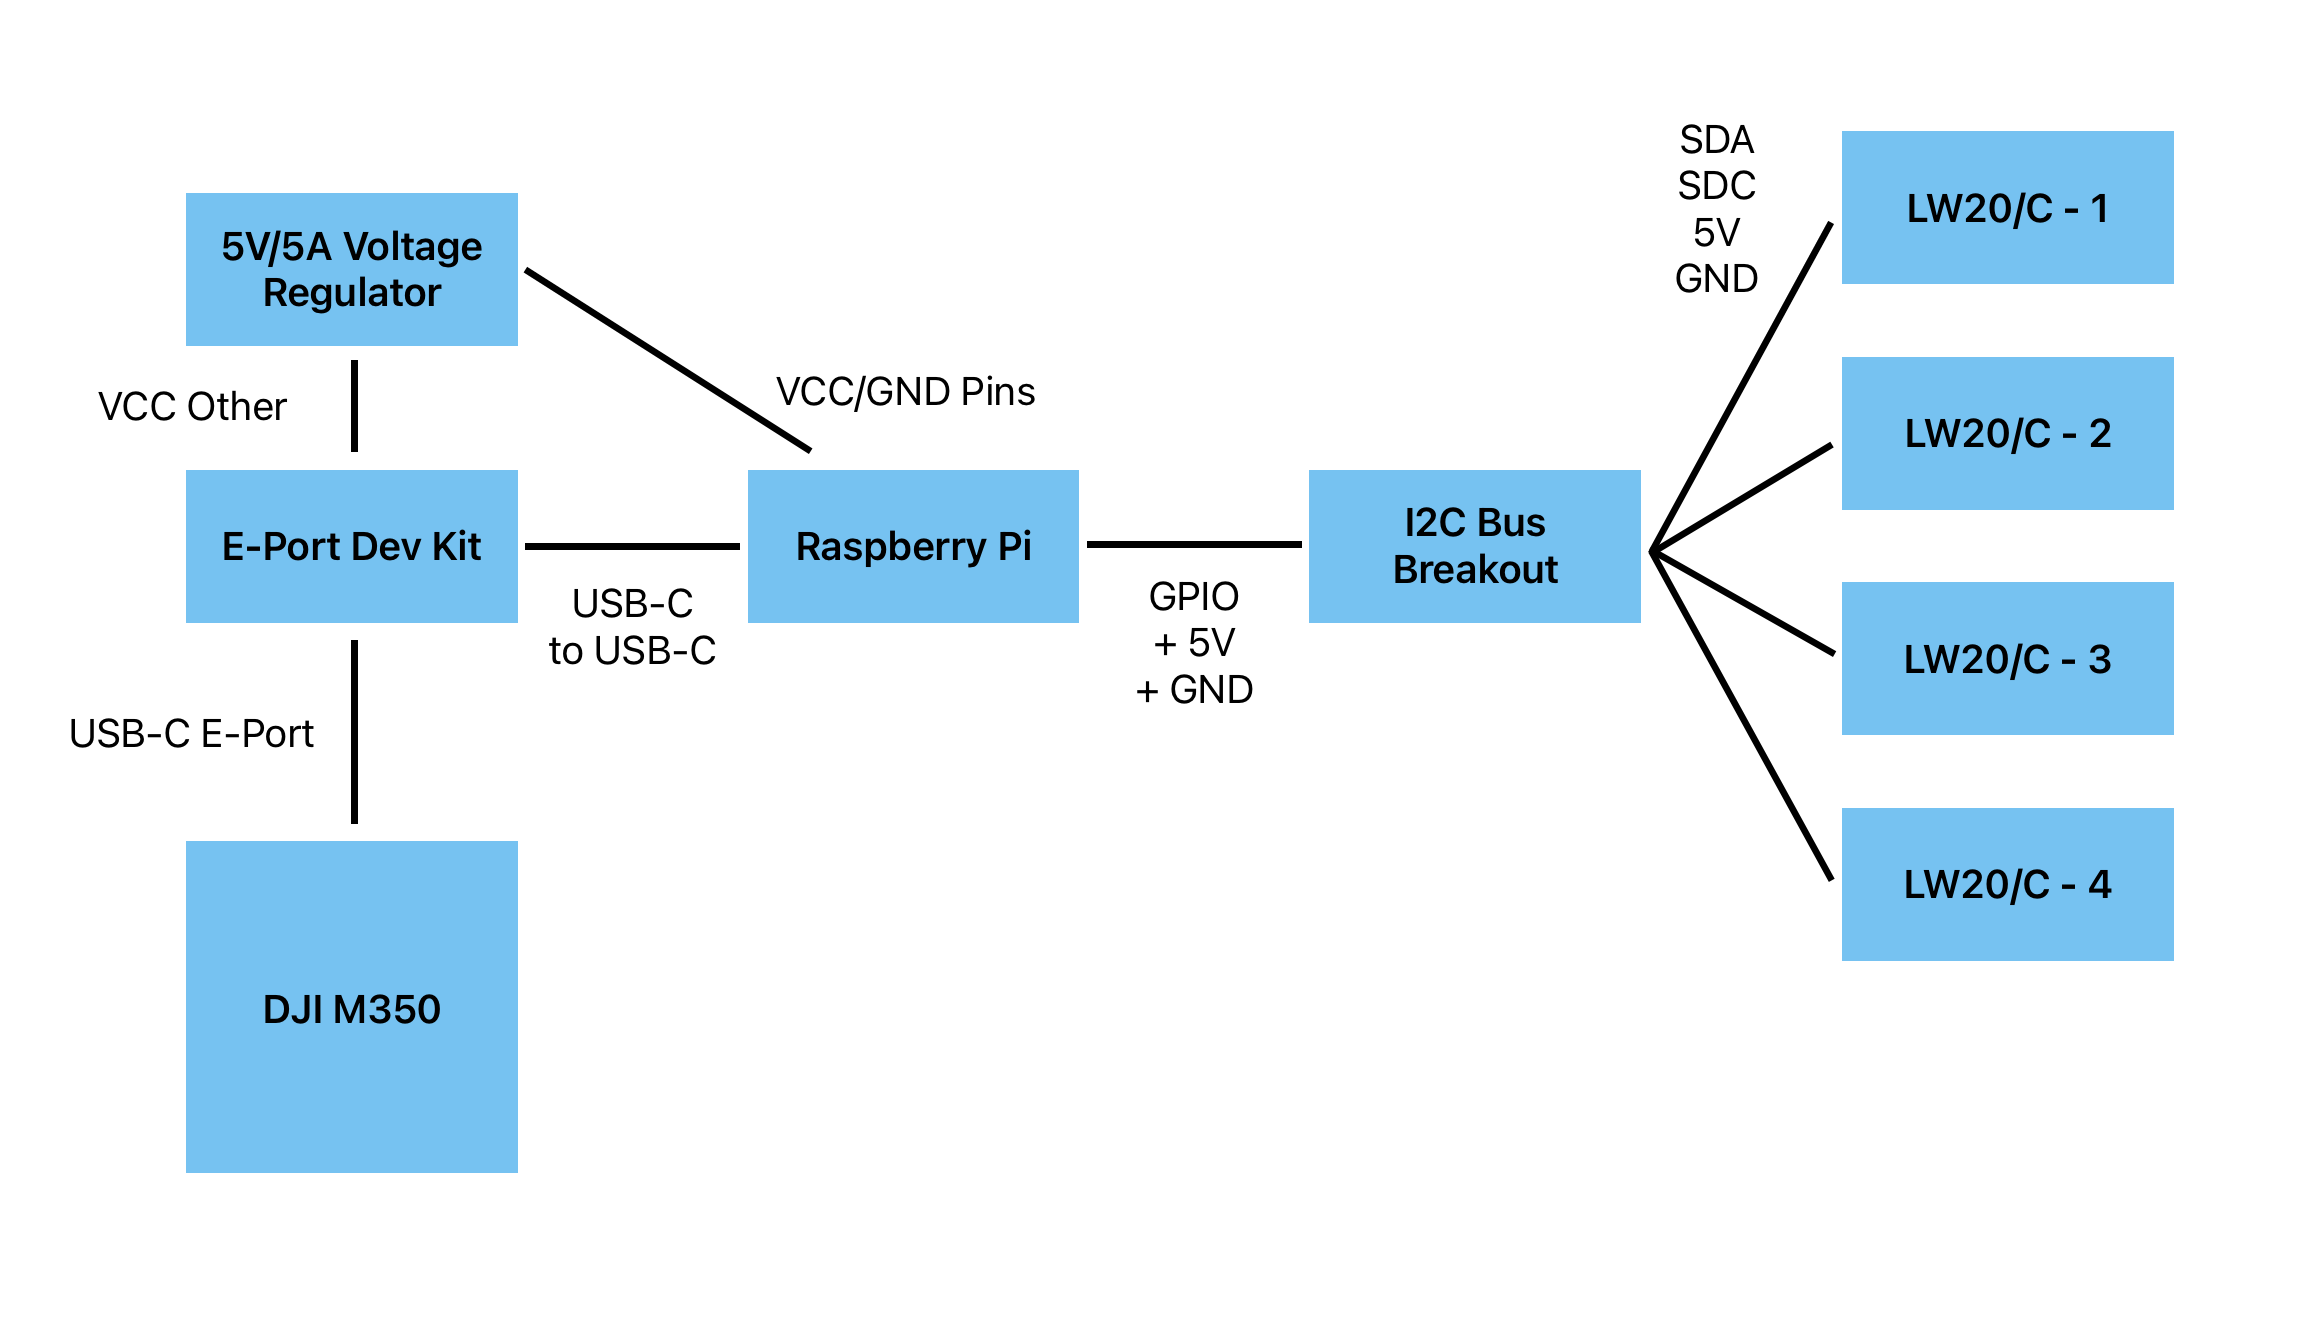 5V/5A Voltage
Regulator
VCC Other
VCC/GND Pins
E-Port Dev Kit
USB-C
to USB-C
Raspberry Pi
GPIO
+ 5V
+ GND
I2C Bus
Breakout
SDA
SDC
5V
GND
LW20/C - 1
LW20/C - 2
LW20/C - 3
LW20/C - 4
USB-C E-Port
DJI M350